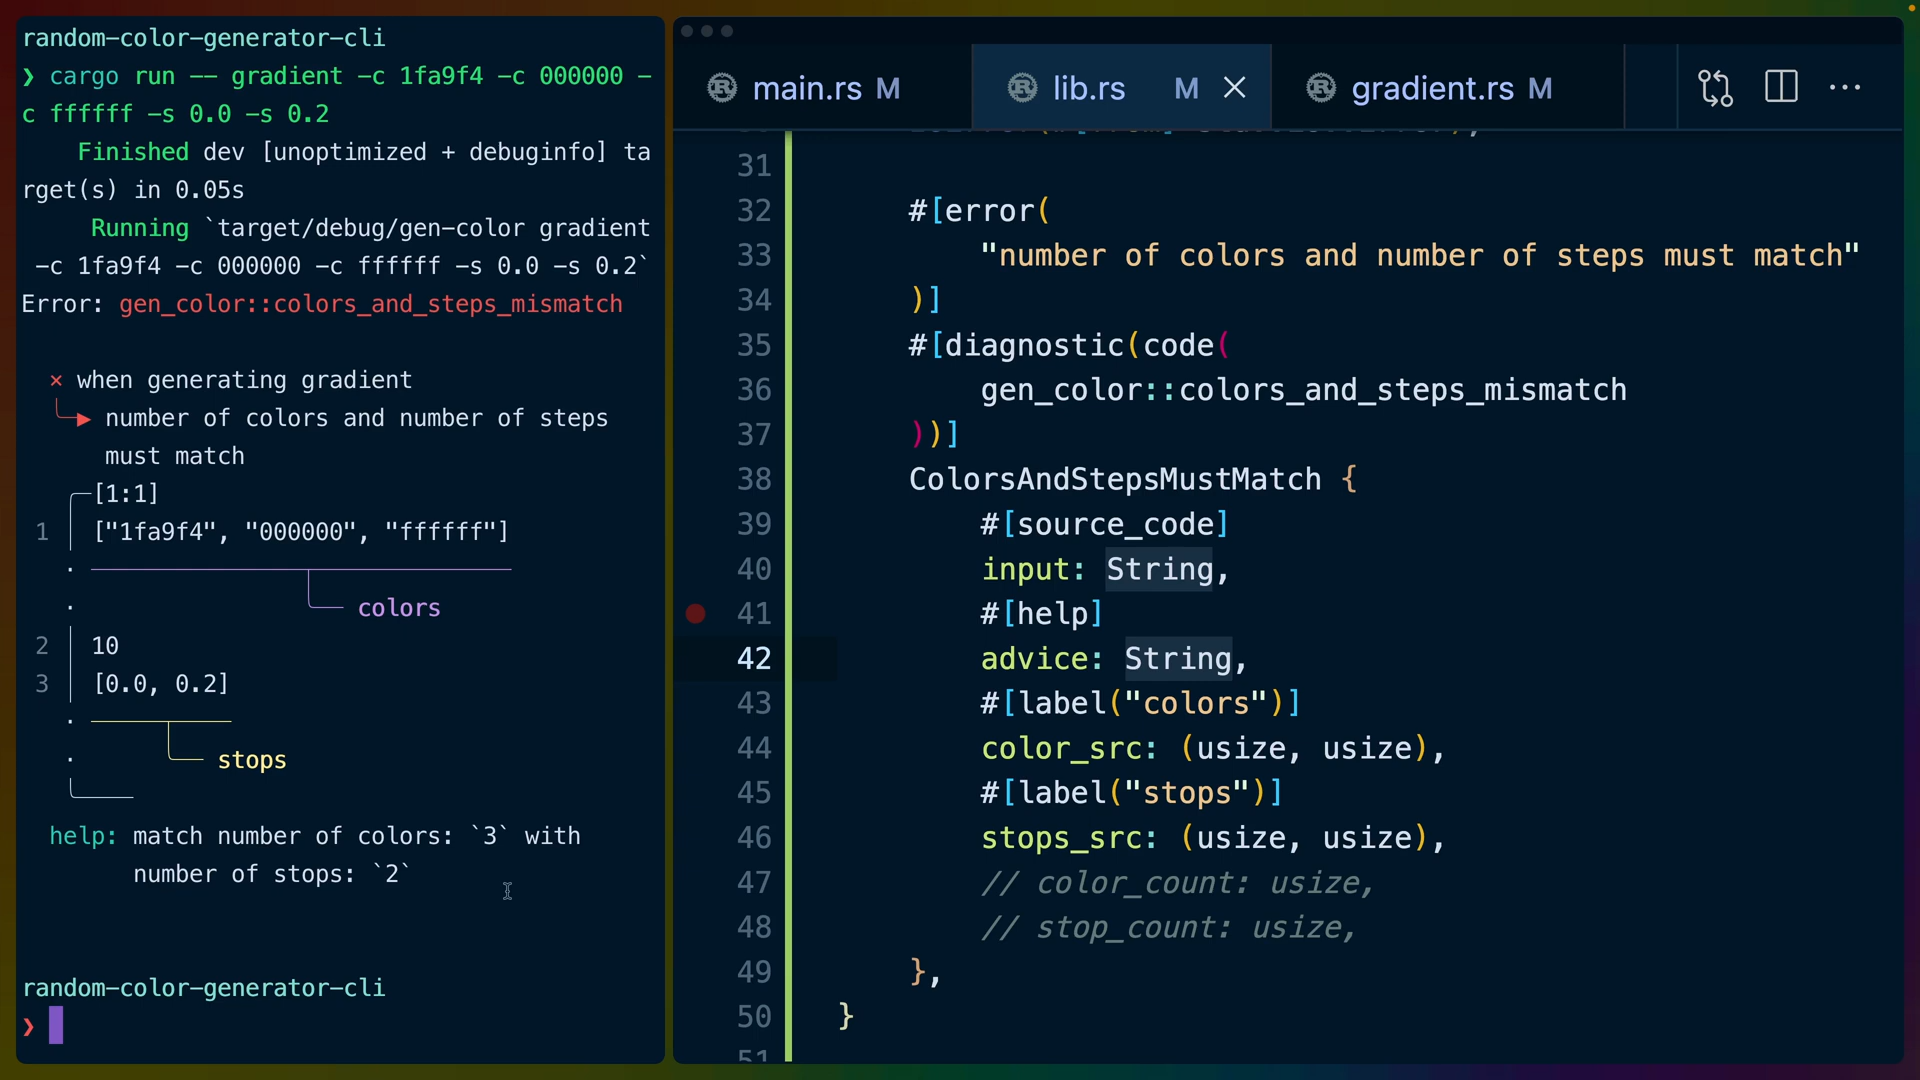 random-color-generator-cli
❯ cargo run -- gradient -c 1fa9f4 -c 000000 -
c ffffff -s 0.0 -s 0.2
Finished dev [unoptimized + debuginfo] ta
rget(s) in 0.05s
Running `target/debug/gen-color gradient
-c 1fa9f4 -c 000000 -c ffffff -s 0.0 -s 0.2`
Error: gen_color::colors_and_steps_mismatch
× when generating gradient
╰─▶ number of colors and number of steps
must match
╭─[1:1]
1 │ ["1fa9f4", "000000", "ffffff"]
· colors
2 │ 10
3 │ [0.0, 0.2]
· stops
help: match number of colors: `3` with
number of stops: `2`
random-color-generator-cli
❯
main.rs M
lib.rs M
gradient.rs M
31
32 #[error(
33 "number of colors and number of steps must match"
34 )]
35 #[diagnostic(code(
36 gen_color::colors_and_steps_mismatch
37 ))]
38 ColorsAndStepsMustMatch {
39 #[source_code]
40 input: String,
41 #[help]
42 advice: String,
43 #[label("colors")]
44 color_src: (usize, usize),
45 #[label("stops")]
46 stops_src: (usize, usize),
47 // color_count: usize,
48 // stop_count: usize,
49 },
50 }
51